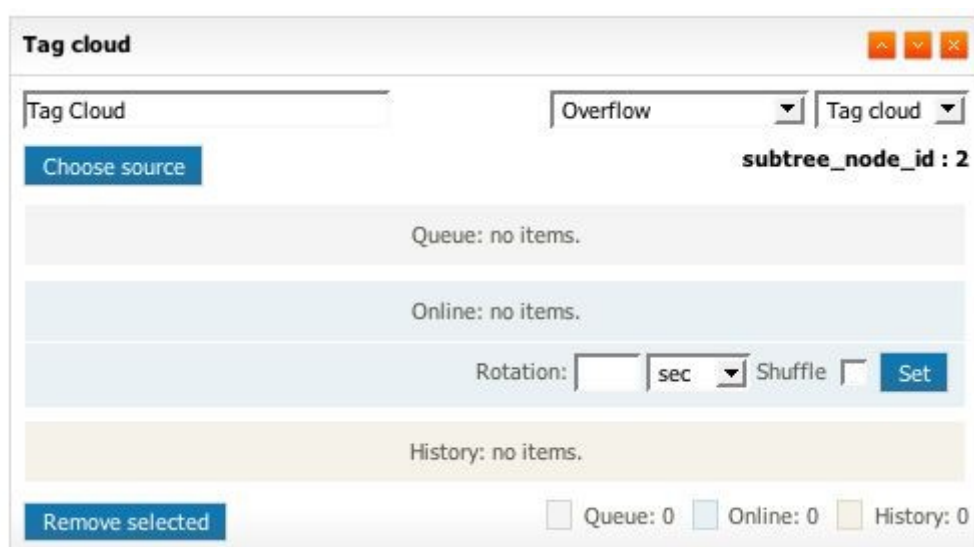 Tag cloud
Tag Cloud Overflow Tag cloud
Choose source subtree_node_id : 2
Queue: no items.
Online: no items.
Rotation: sec Shuffle Set
History: no items.
Remove selected Queue: 0 Online: 0 History: 0